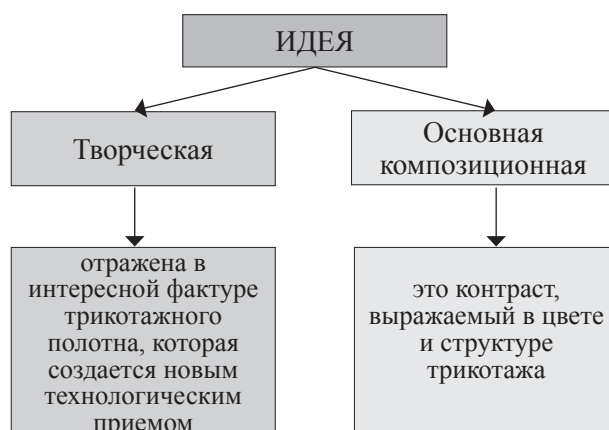 ИДЕЯ
Творческая
Основная
композиционная
отражена в
интересной фактуре
трикотажного
полотна, которая
создается новым
технологическим
приемом
это контраст,
выражаемый в цвете
и структуре
трикотажа